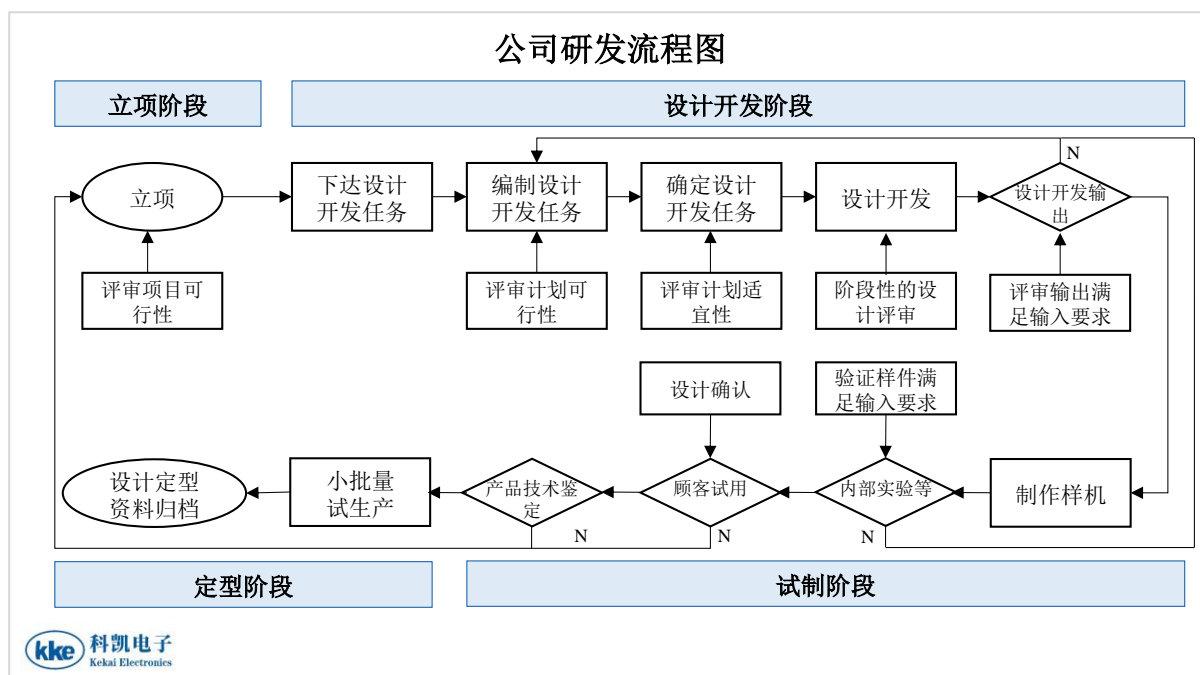 公司研发流程图
立项阶段
设计开发阶段
N
立项
下达设计
开发任务
编制设计
开发任务
确定设计
开发任务
设计开发
设计开发输
出
评审项目可
行性
评审计划可
行性
评审计划适
宜性
阶段性的设
计评审
评审输出满
足输入要求
设计确认
验证样件满
足输入要求
设计定型
资料归档
小批量
试生产
产品技术鉴
定
顾客试用
内部实验等
制作样机
N
N
N
定型阶段
试制阶段
kke
科凯电子
Kekai Electronics